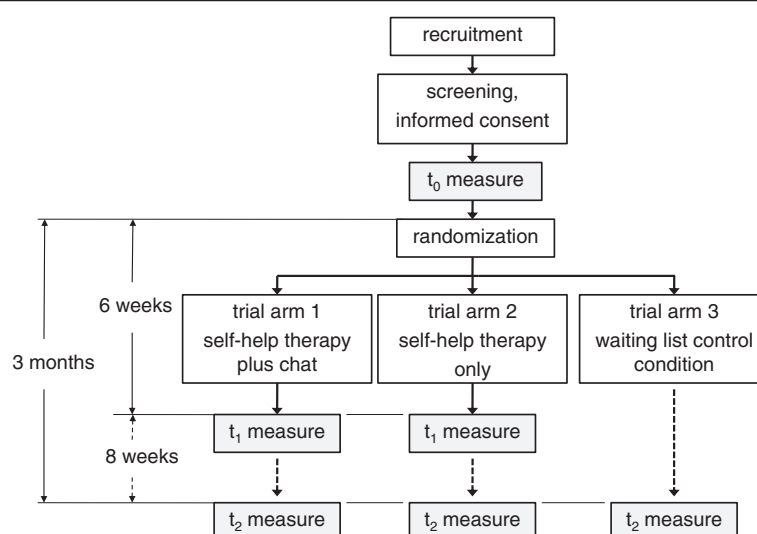 recruitment
screening,
informed consent
t0 measure
randomization
6 weeks
3 months
trial arm 1
self-help therapy
plus chat
trial arm 2
self-help therapy
only
trial arm 3
waiting list control
condition
t1 measure
t1 measure
8 weeks
t2 measure
t2 measure
t2 measure